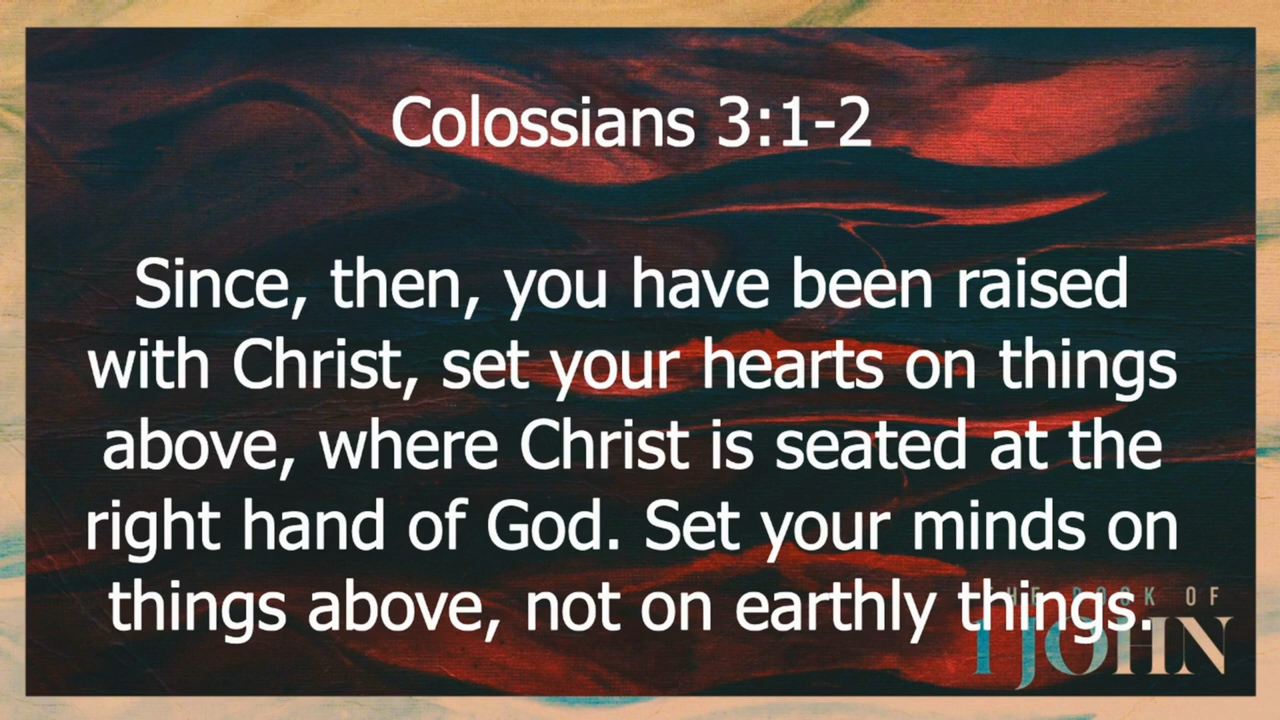 Colossians 3:1-2
Since, then, you have been raised
with Christ, set your hearts on things
above, where Christ is seated at the
right hand of God. Set your minds on
things above, not on earthly things.
THE BOOK OF
1 JOHN